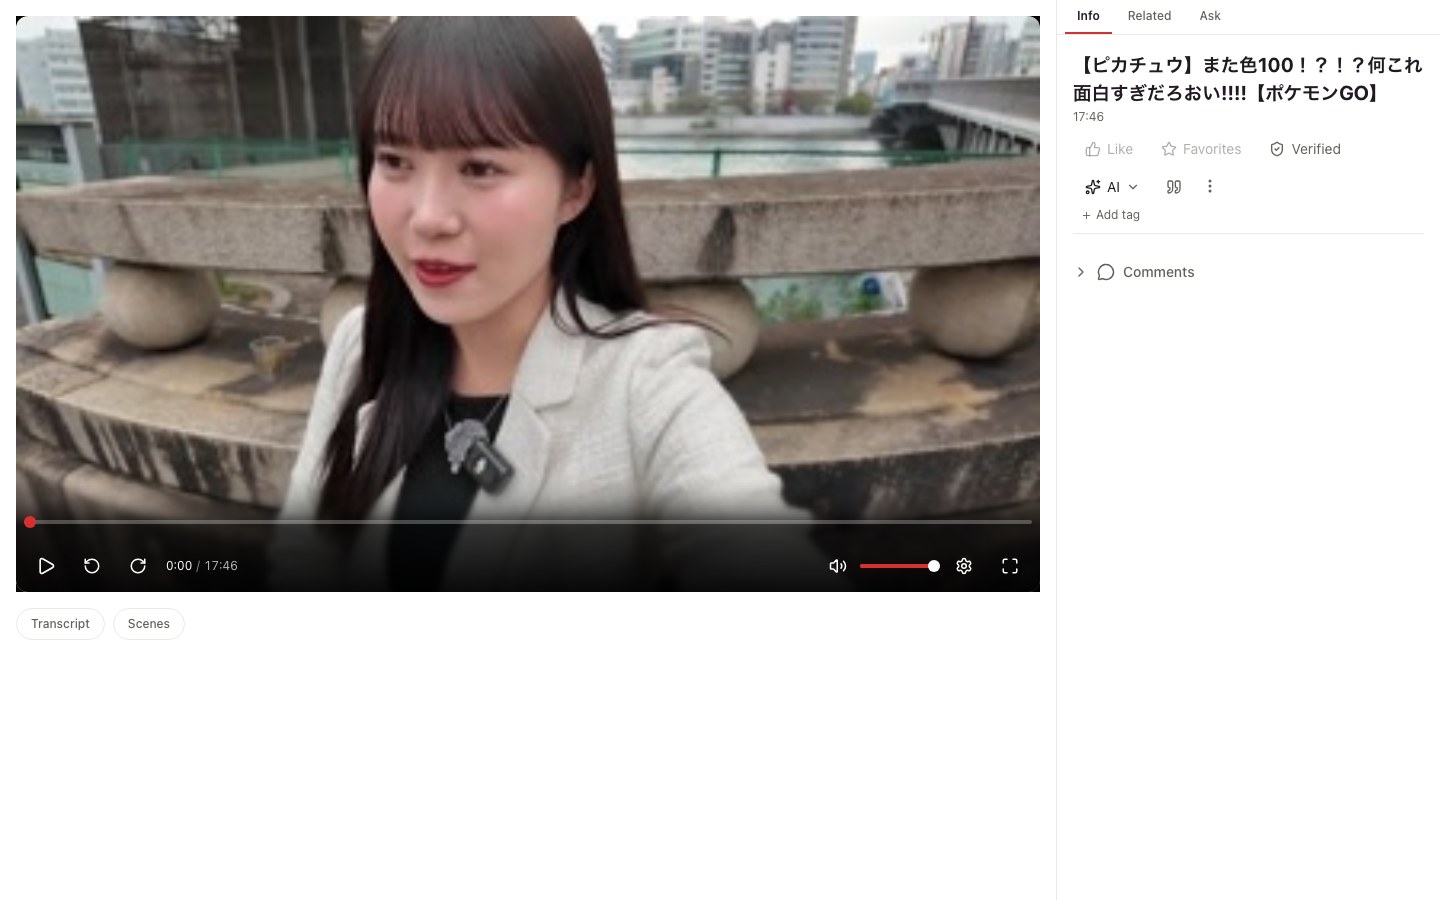 Info
Related
Ask
【ピカチュウ】また色100！？！？何これ
面白すぎだろおい!!!!【ポケモンGO】
17:46
Like
Favorites
Verified
AI
+ Add tag
Comments
0:00 / 17:46
Transcript
Scenes